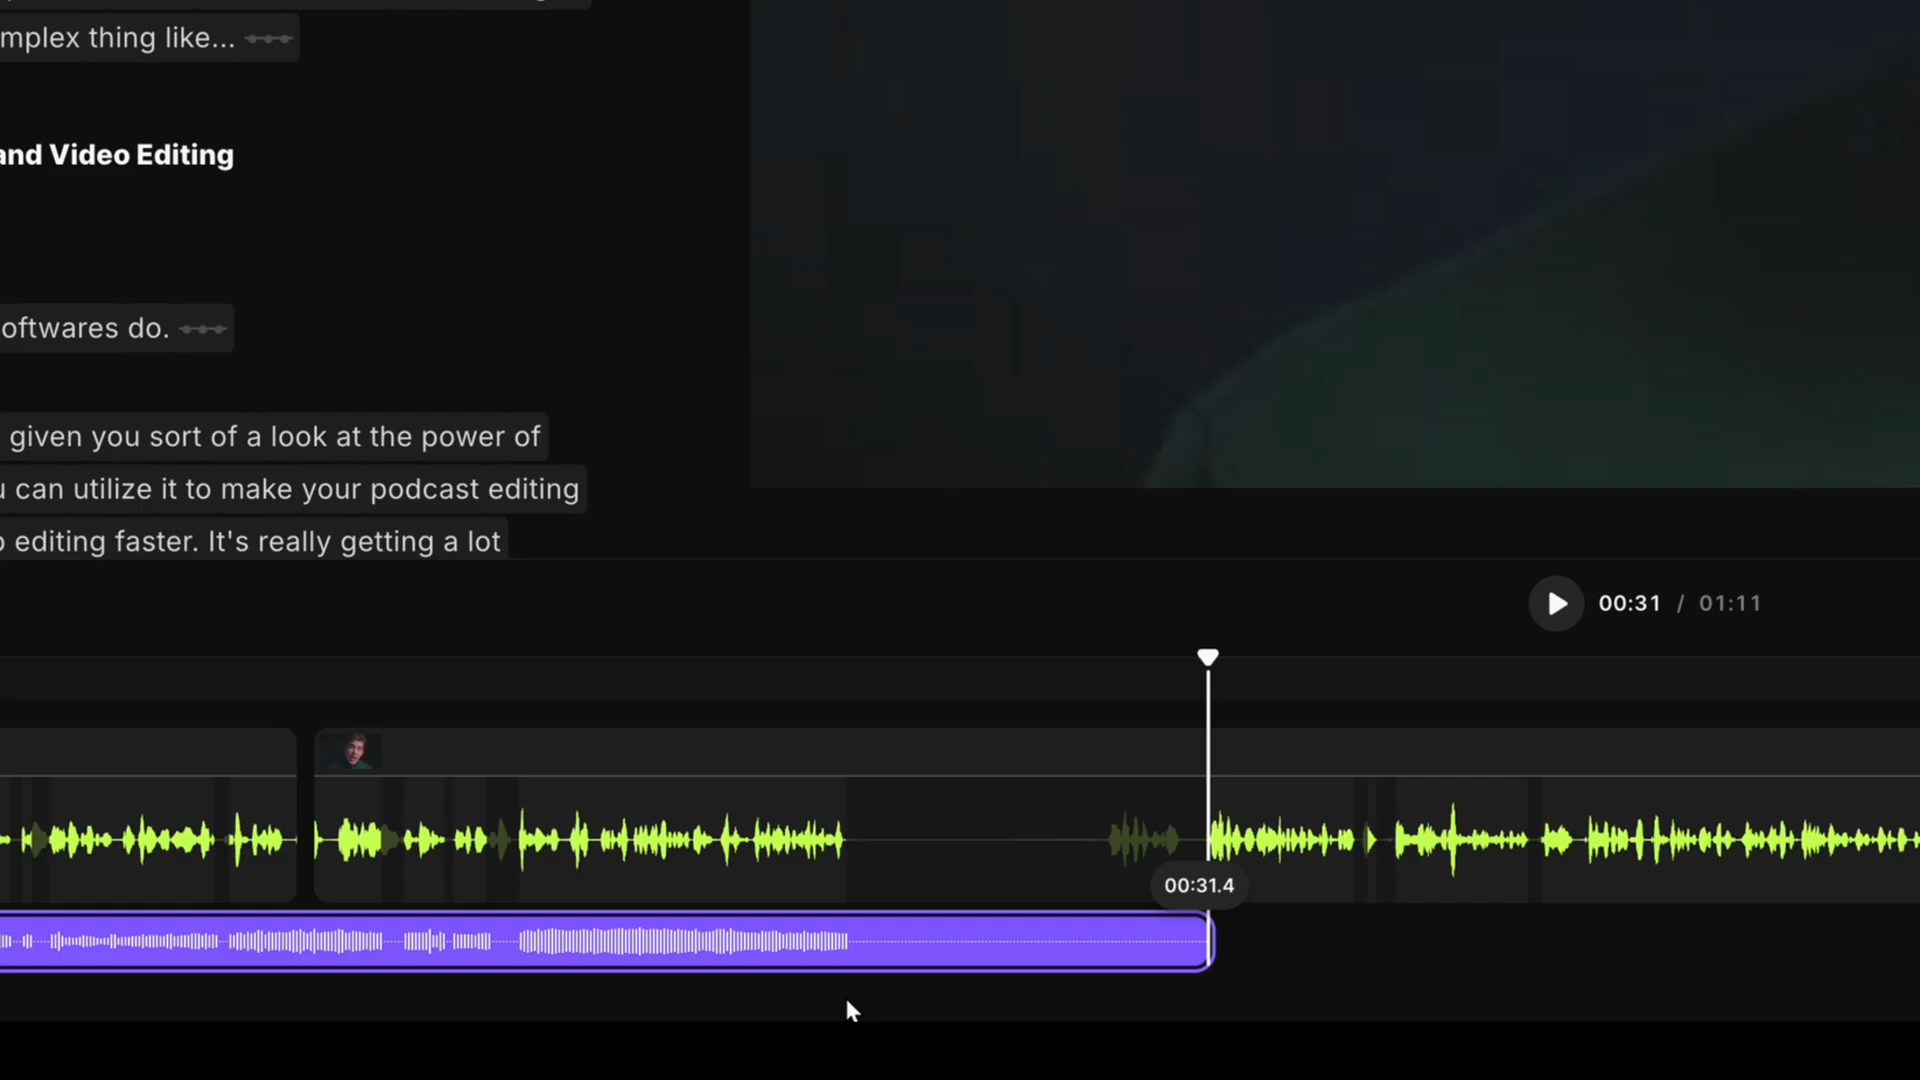 mplex thing like...
and Video Editing
oftwares do.
given you sort of a look at the power of
can utilize it to make your podcast editing
editing faster. It's really getting a lot
00:31 / 01:11
00:31.4